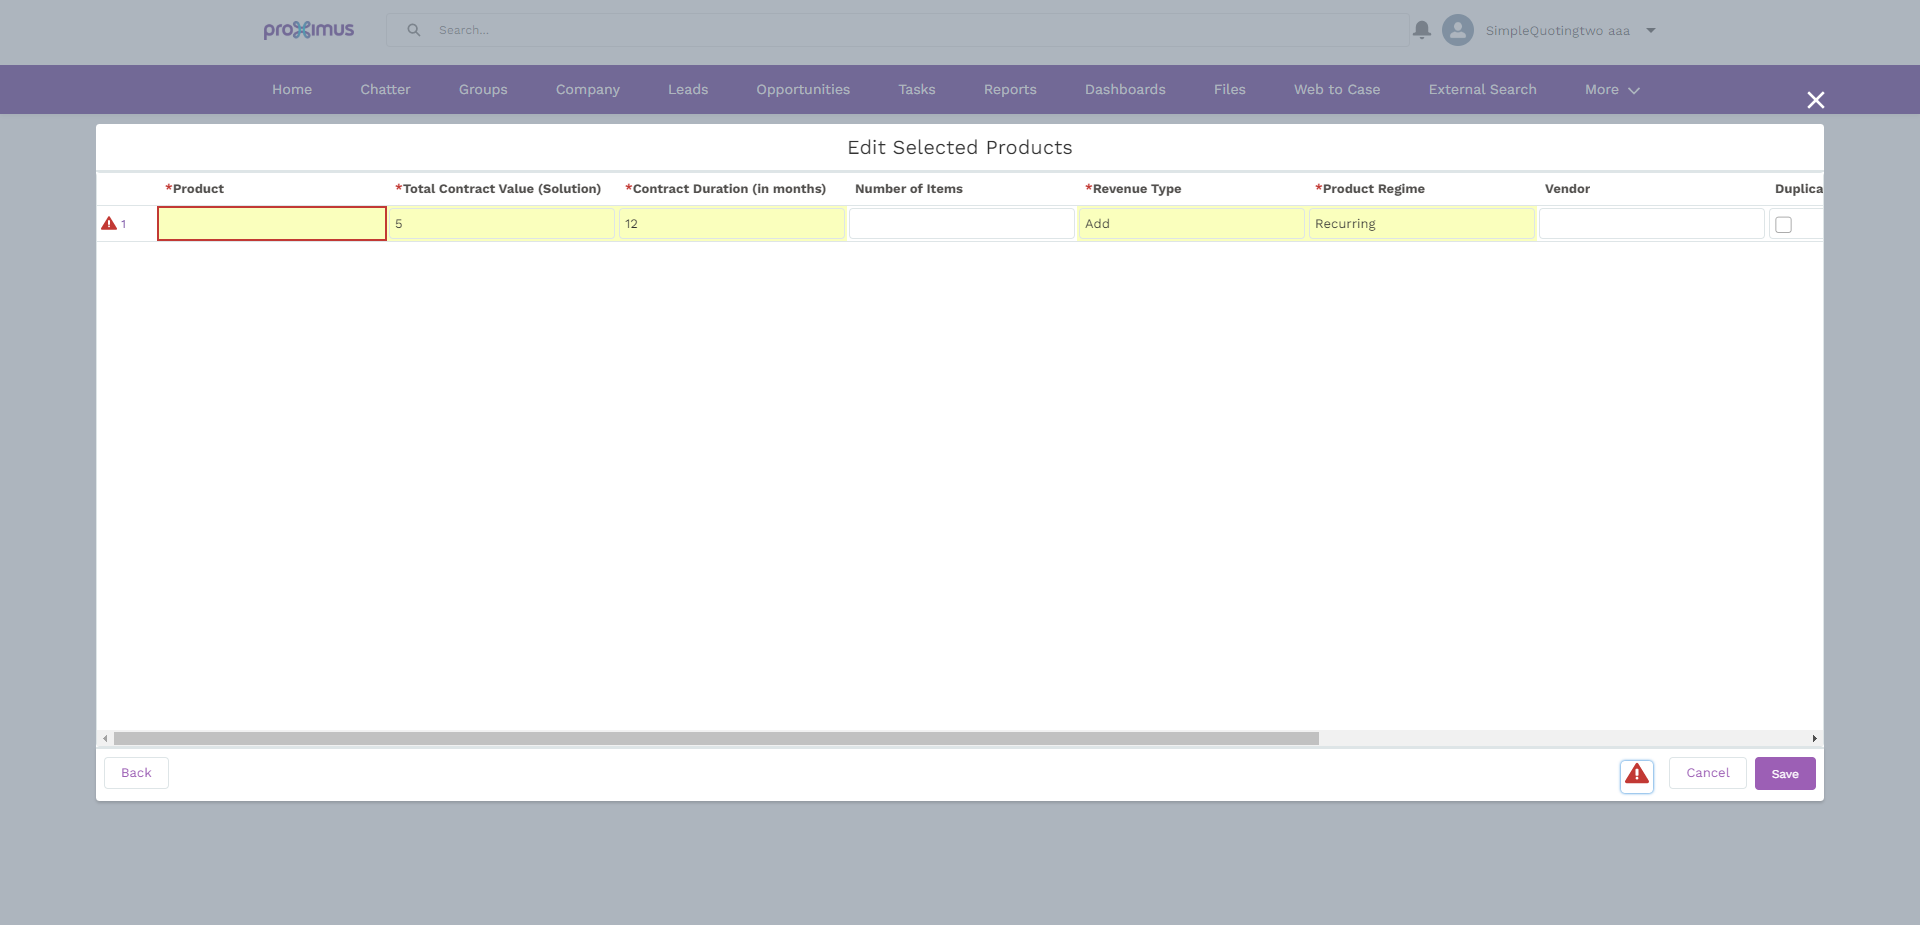 proximus
Search...
SimpleQuotingtwo aaa
Home Chatter Groups Company Leads Opportunities Tasks Reports Dashboards Files Web to Case External Search More
Edit Selected Products
*Product *Total Contract Value (Solution) *Contract Duration (in months) Number of Items *Revenue Type *Product Regime Vendor Duplica
1 5 12 Add Recurring
Back Cancel Save